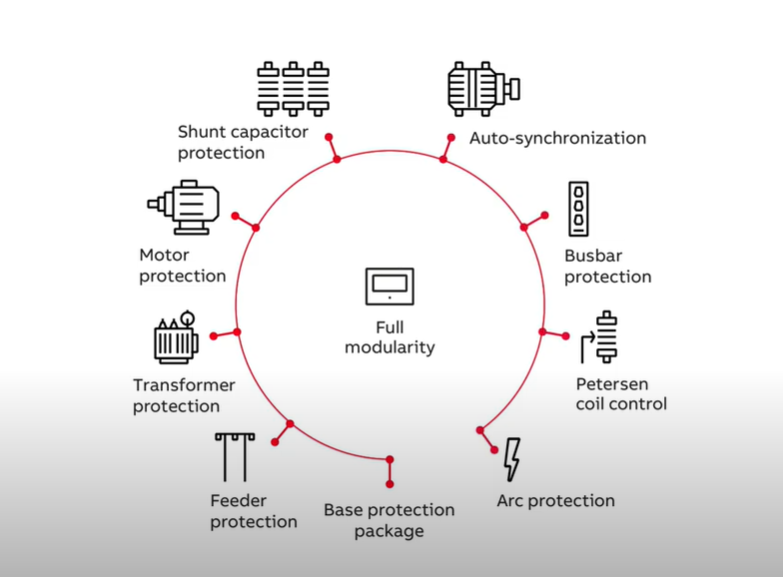 Shunt capacitor
protection
Auto-synchronization
Motor
protection
Busbar
protection
Full
modularity
Transformer
protection
Petersen
coil control
Feeder
protection
Base protection
package
Arc protection